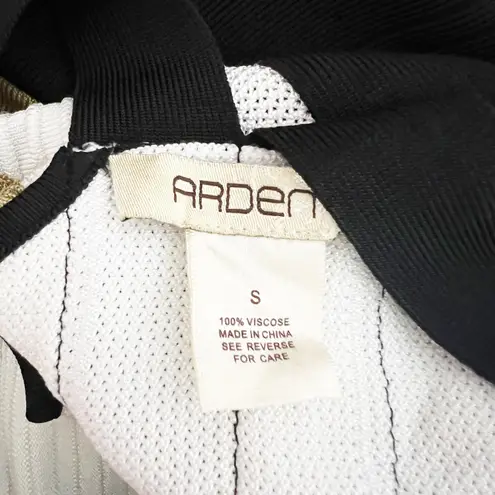 ARDEn
S
100% VISCOSE
MADE IN CHINA
SEE REVERSE
FOR CARE